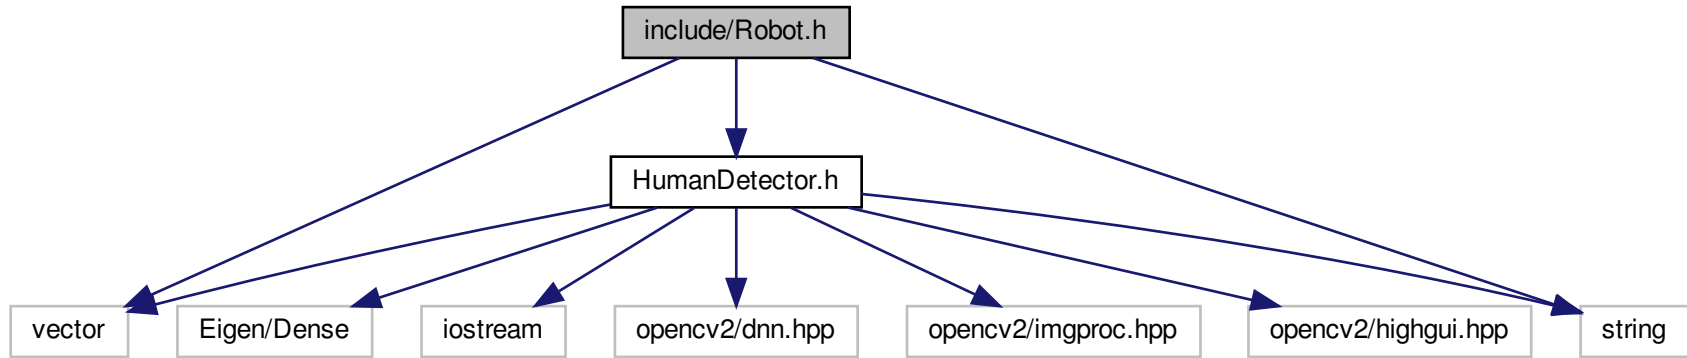 include/Robot.h
HumanDetector.h
vector
Eigen/Dense
iostream
opencv2/dnn.hpp
opencv2/imgproc.hpp
opencv2/highgui.hpp
string